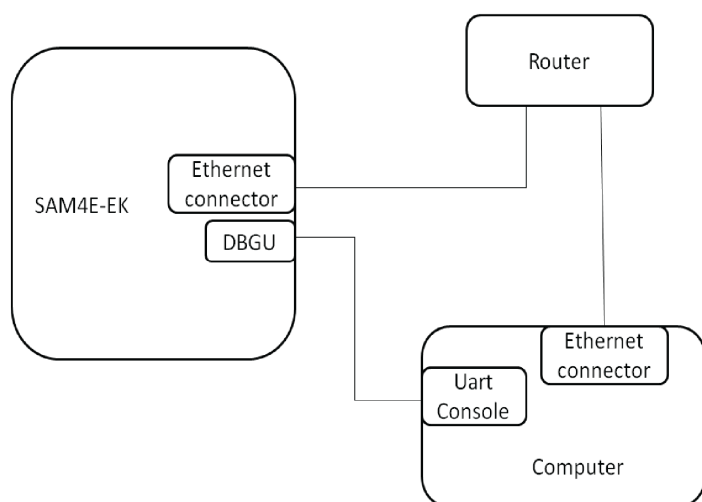 Router
Ethernet
connector
SAM4E-EK
DBGU
Ethernet
connector
Uart
Console
Computer